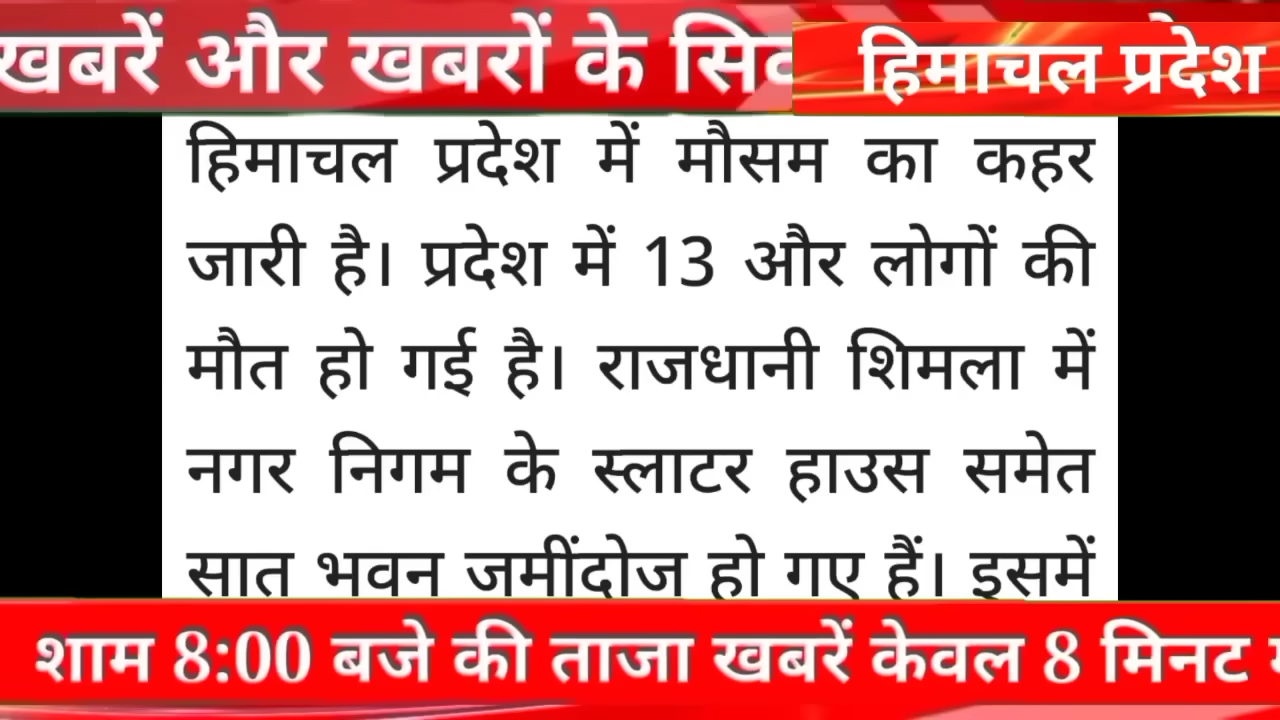 खबरें और खबरों के
हिमाचल प्रदेश
हिमाचल प्रदेश में मौसम का कहर
जारी है। प्रदेश में 13 और लोगों की
मौत हो गई है। राजधानी शिमला में
नगर निगम के स्लाटर हाउस समेत
सात भवन जमींदोज हो गए हैं। इसमें
शाम 8:00 बजे की ताजा खबरें केवल 8 मिनट